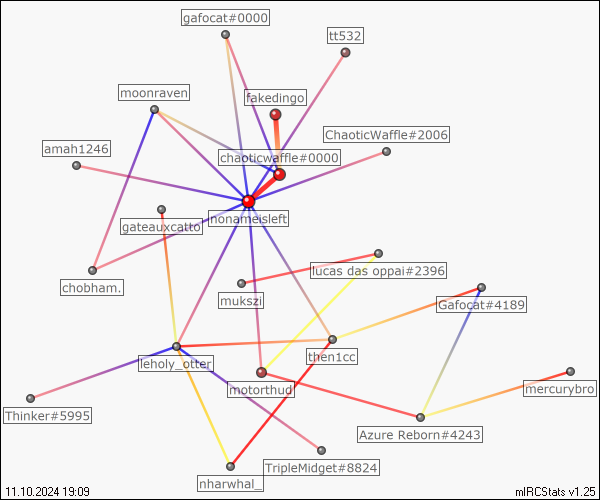 gafocat#0000
tt532
moonraven
fakedingo
ChaoticWaffle#2006
amah1246
chaoticwaffle#0000
nonameisleft
gateauxcatto
lucas das oppai#2396
chobham.
mukszi
Gafocat#4189
then1cc
leholy_otter
motorthud
mercurybro
Thinker#5995
Azure Reborn#4243
TripleMidget#8824
nharwhal_
11.10.2024 19:09
mIRCStats v1.25